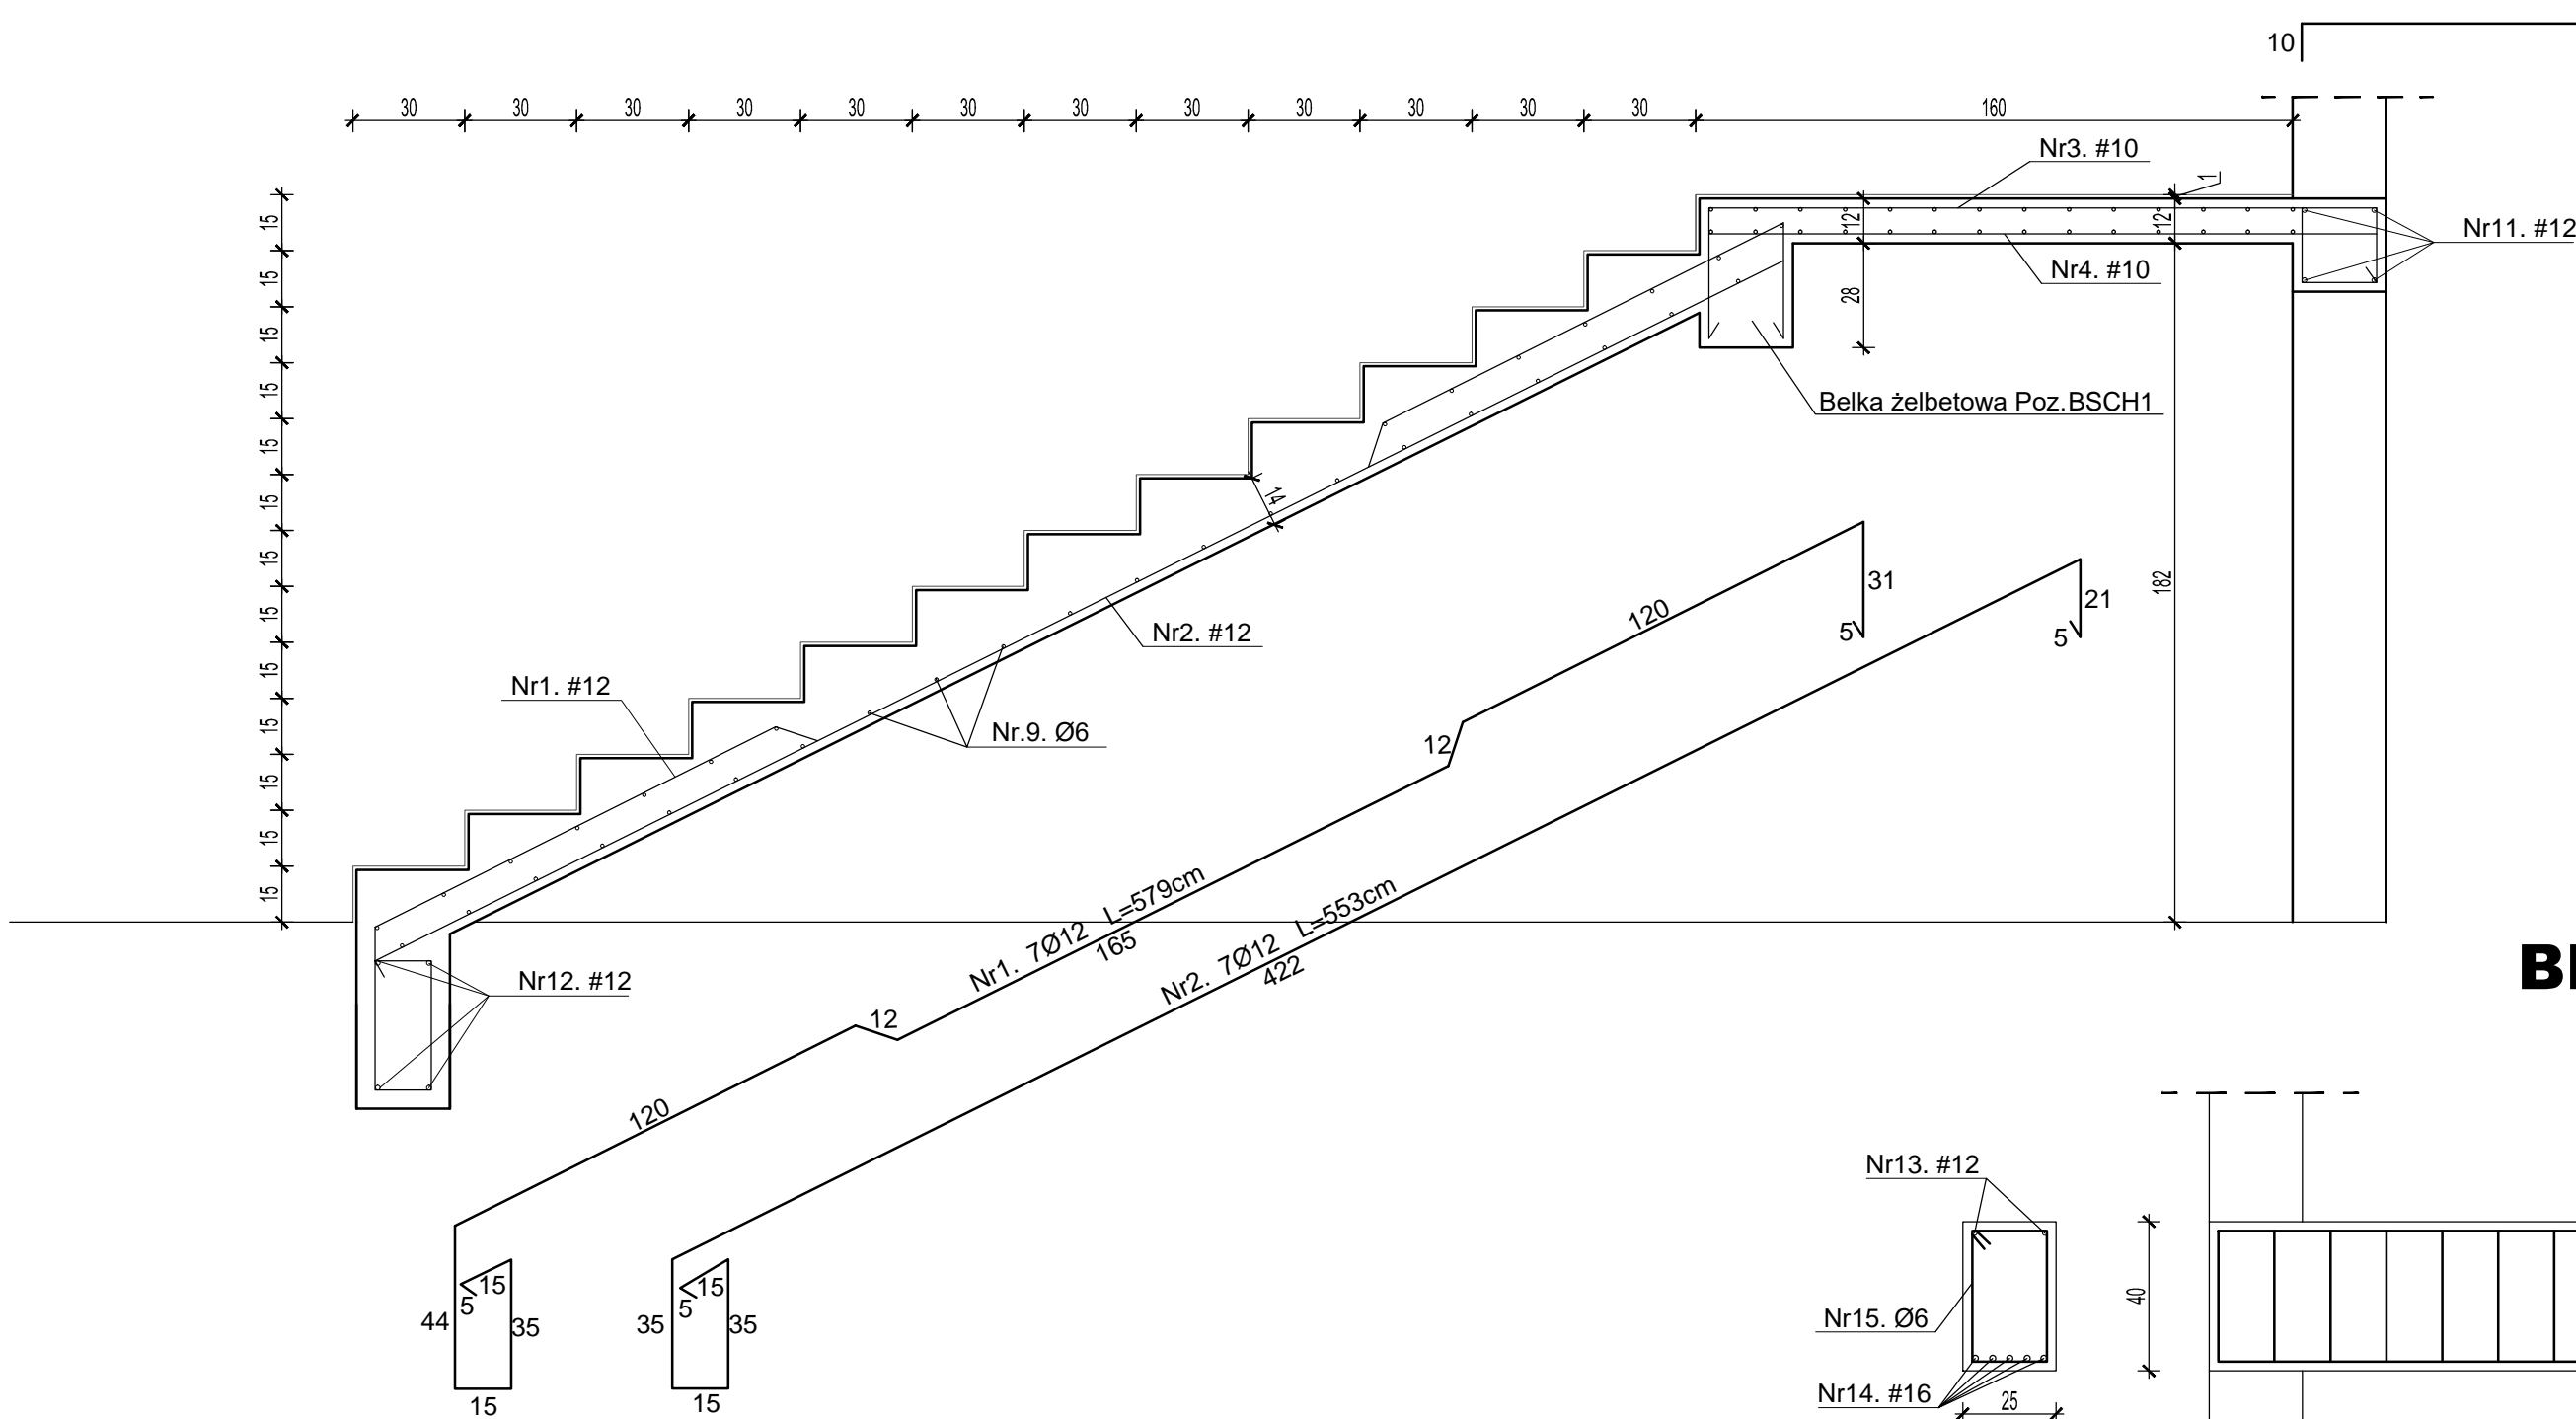 10
30 30 30 30 30 30 30 30 30 30 30 30 160
Nr3. #10
1
15 15 15 15 15 15 15 15 15 15 15 15 15
12
12
Nr11. #12
Nr4. #10
28
Belka żelbetowa Poz.BSCH1
14
182
31
5
120
21
5
Nr2. #12
Nr1. #12
Nr.9. Ø6
12
Nr1. 7Ø12 L=579cm
165
Nr2. 7Ø12 L=553cm
422
Nr12. #12
12
120
15
5
44
35
15
15
5
35
35
15
Nr13. #12
40
Nr15. Ø6
Nr14. #16
25